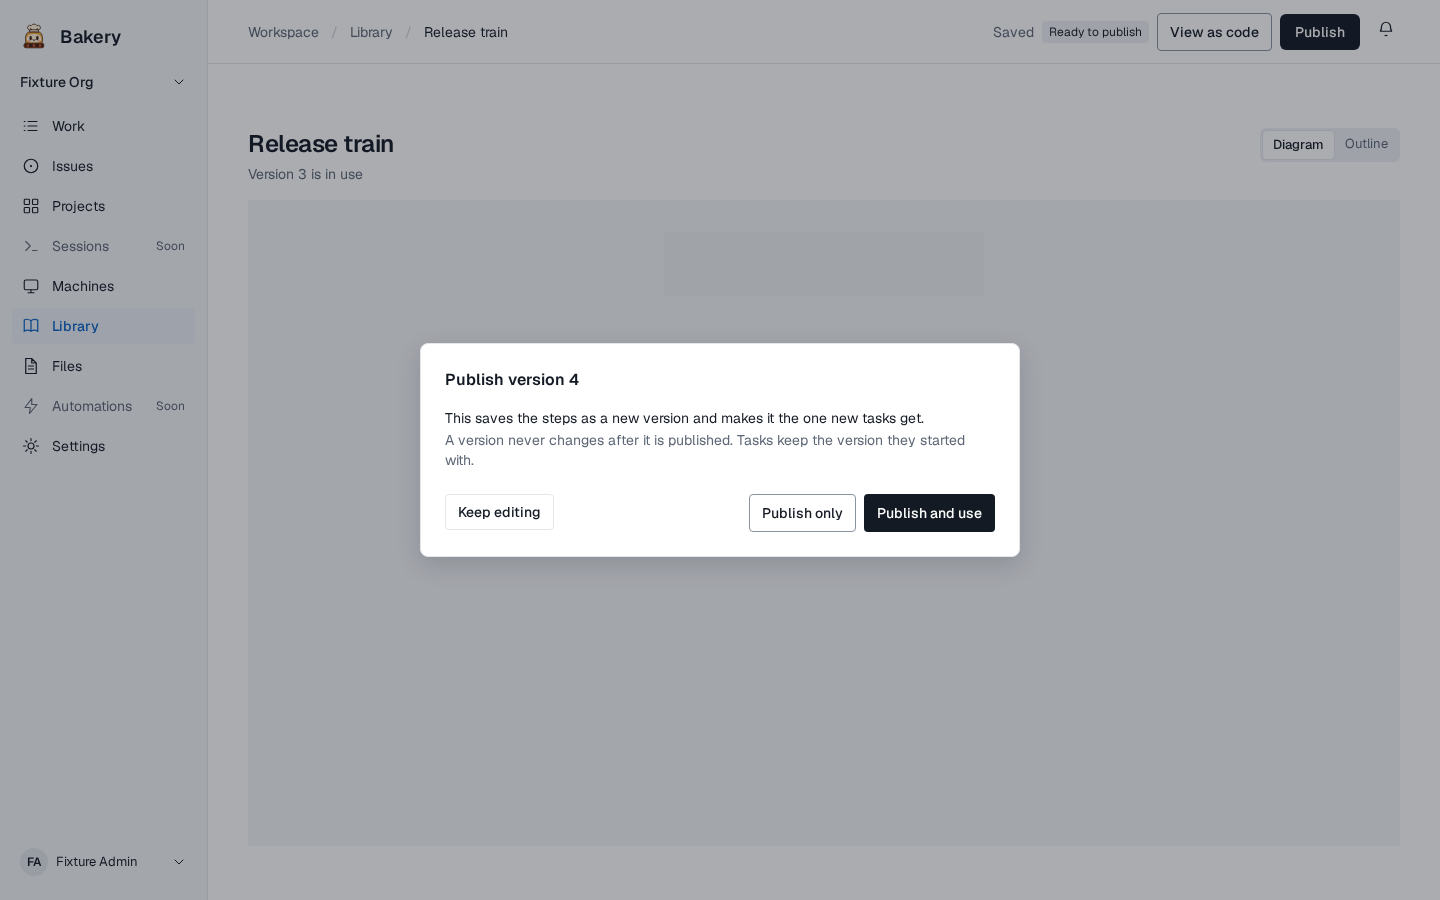 Bakery
Fixture Org
Work
Issues
Projects
Sessions Soon
Machines
Library
Files
Automations Soon
Settings
FA Fixture Admin
Workspace / Library / Release train
Saved Ready to publish View as code Publish
Release train
Version 3 is in use
Diagram Outline
Publish version 4
This saves the steps as a new version and makes it the one new tasks get.
A version never changes after it is published. Tasks keep the version they started
with.
Keep editing Publish only Publish and use